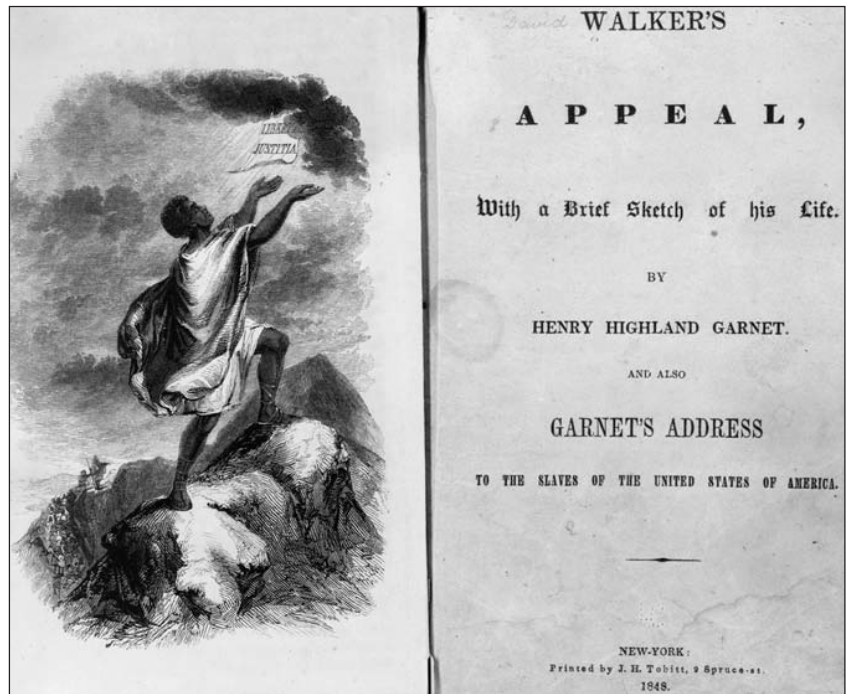 LIBERTAS
JUSTITIA
David WALKER'S
APPEAL,
With a Brief Sketch of his Life.
BY
HENRY HIGHLAND GARNET.
AND ALSO
GARNET'S ADDRESS
TO THE SLAVES OF THE UNITED STATES OF AMERICA.
NEW-YORK:
Printed by J. H. Tobitt, 9 Spruce-st.
1848.